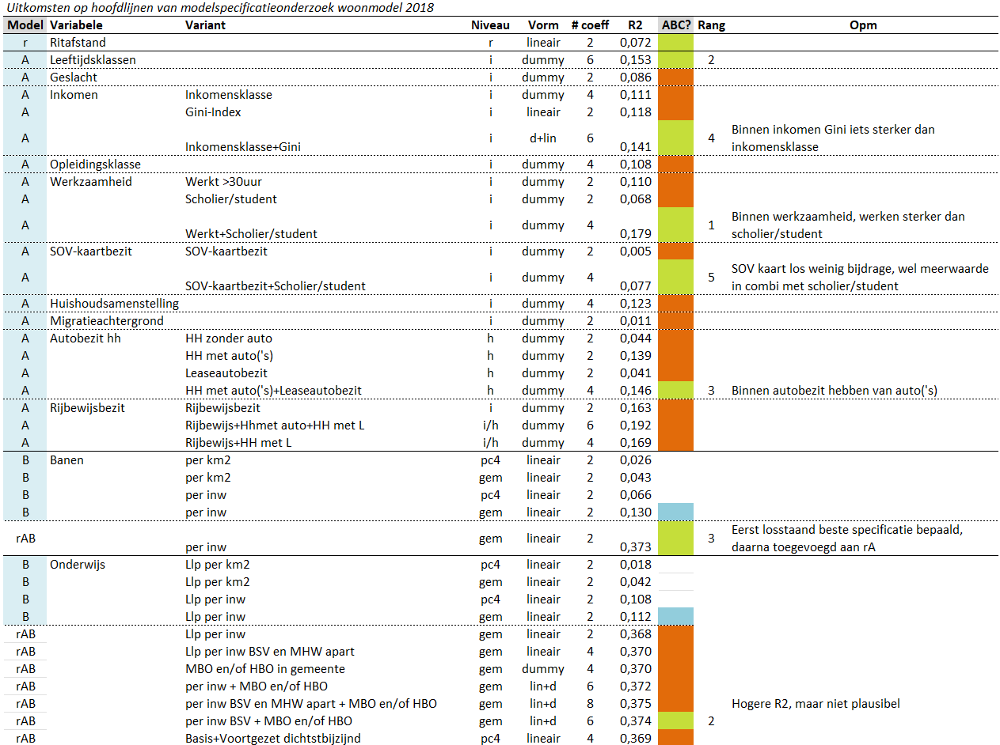 Uitkomsten op hoofdlijnen van modelspecificatieonderzoek woonmodel 2018
Model Variabele Variant Niveau Vorm # coeff R2 ABC? Rang Opm
r Ritafstand r lineair 2 0,072
A Leeftijdsklassen i dummy 6 0,153 2
A Geslacht i dummy 2 0,086
A Inkomen Inkomensklasse i dummy 4 0,111
A Gini-Index i lineair 2 0,118
A Inkomensklasse+Gini i d+lin 6 0,141 4 Binnen inkomen Gini iets sterker dan
inkomensklasse
A Opleidingsklasse i dummy 4 0,108
A Werkzaamheid Werkt >30uur i dummy 2 0,110
A Scholier/student i dummy 2 0,068
A Werkt+Scholier/student i dummy 4 0,179 1 Binnen werkzaamheid, werken sterker dan
scholier/student
A SOV-kaartbezit SOV-kaartbezit i dummy 2 0,005
A SOV-kaartbezit+Scholier/student i dummy 4 0,077 5 SOV kaart los weinig bijdrage, wel meerwaarde
in combi met scholier/student
A Huishoudsamenstelling i dummy 4 0,123
A Migratieachtergrond i dummy 2 0,011
A Autobezit hh HH zonder auto h dummy 2 0,044
A HH met auto('s) h dummy 2 0,139
A Leaseautobezit h dummy 2 0,041
A HH met auto('s)+Leaseautobezit h dummy 4 0,146 3 Binnen autobezit hebben van auto('s)
A Rijbewijsbezit Rijbewijsbezit i dummy 2 0,163
A Rijbewijs+Hhmet auto+HH met L i/h dummy 6 0,192
A Rijbewijs+HH met L i/h dummy 4 0,169
B Banen per km2 pc4 lineair 2 0,026
B per km2 gem lineair 2 0,043
B per inw pc4 lineair 2 0,066
B per inw gem lineair 2 0,130
rAB per inw gem lineair 2 0,373 3 Eerst losstaand beste specificatie bepaald,
daarna toegevoegd aan rA
B Onderwijs Llp per km2 pc4 lineair 2 0,018
B Llp per km2 gem lineair 2 0,042
B Llp per inw pc4 lineair 2 0,108
B Llp per inw gem lineair 2 0,112
rAB Llp per inw gem lineair 2 0,368
rAB Llp per inw BSV en MHW apart gem lineair 4 0,370
rAB MBO en/of HBO in gemeente gem dummy 4 0,370
rAB per inw + MBO en/of HBO gem lin+d 6 0,372
rAB per inw BSV en MHW apart + MBO en/of HBO gem lin+d 8 0,375 Hogere R2, maar niet plausibel
rAB per inw BSV + MBO en/of HBO gem lin+d 6 0,374 2
rAB Basis+Voortgezet dichtstbijzijnd pc4 lineair 4 0,369